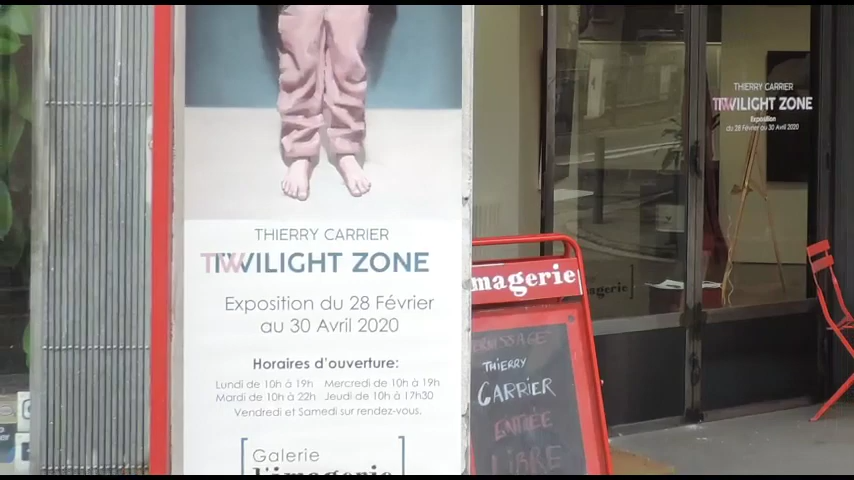 THIERRY CARRIER
TWILIGHT ZONE
Exposition du 28 Février
au 30 Avril 2020
Horaires d'ouverture:
Lundi de 10h à 19h Mercredi de 10h à 19h
Mardi de 10h à 22h Jeudi de 10h à 17h30
Vendredi et Samedi sur rendez-vous.
Galerie
l'imagerie
imagerie
VERNISSAGE
THIERRY
CARRIER
ENTRÉE
LIBRE
THIERRY CARRIER
TWILIGHT ZONE
Exposition
du 28 Février au 30 Avril 2020